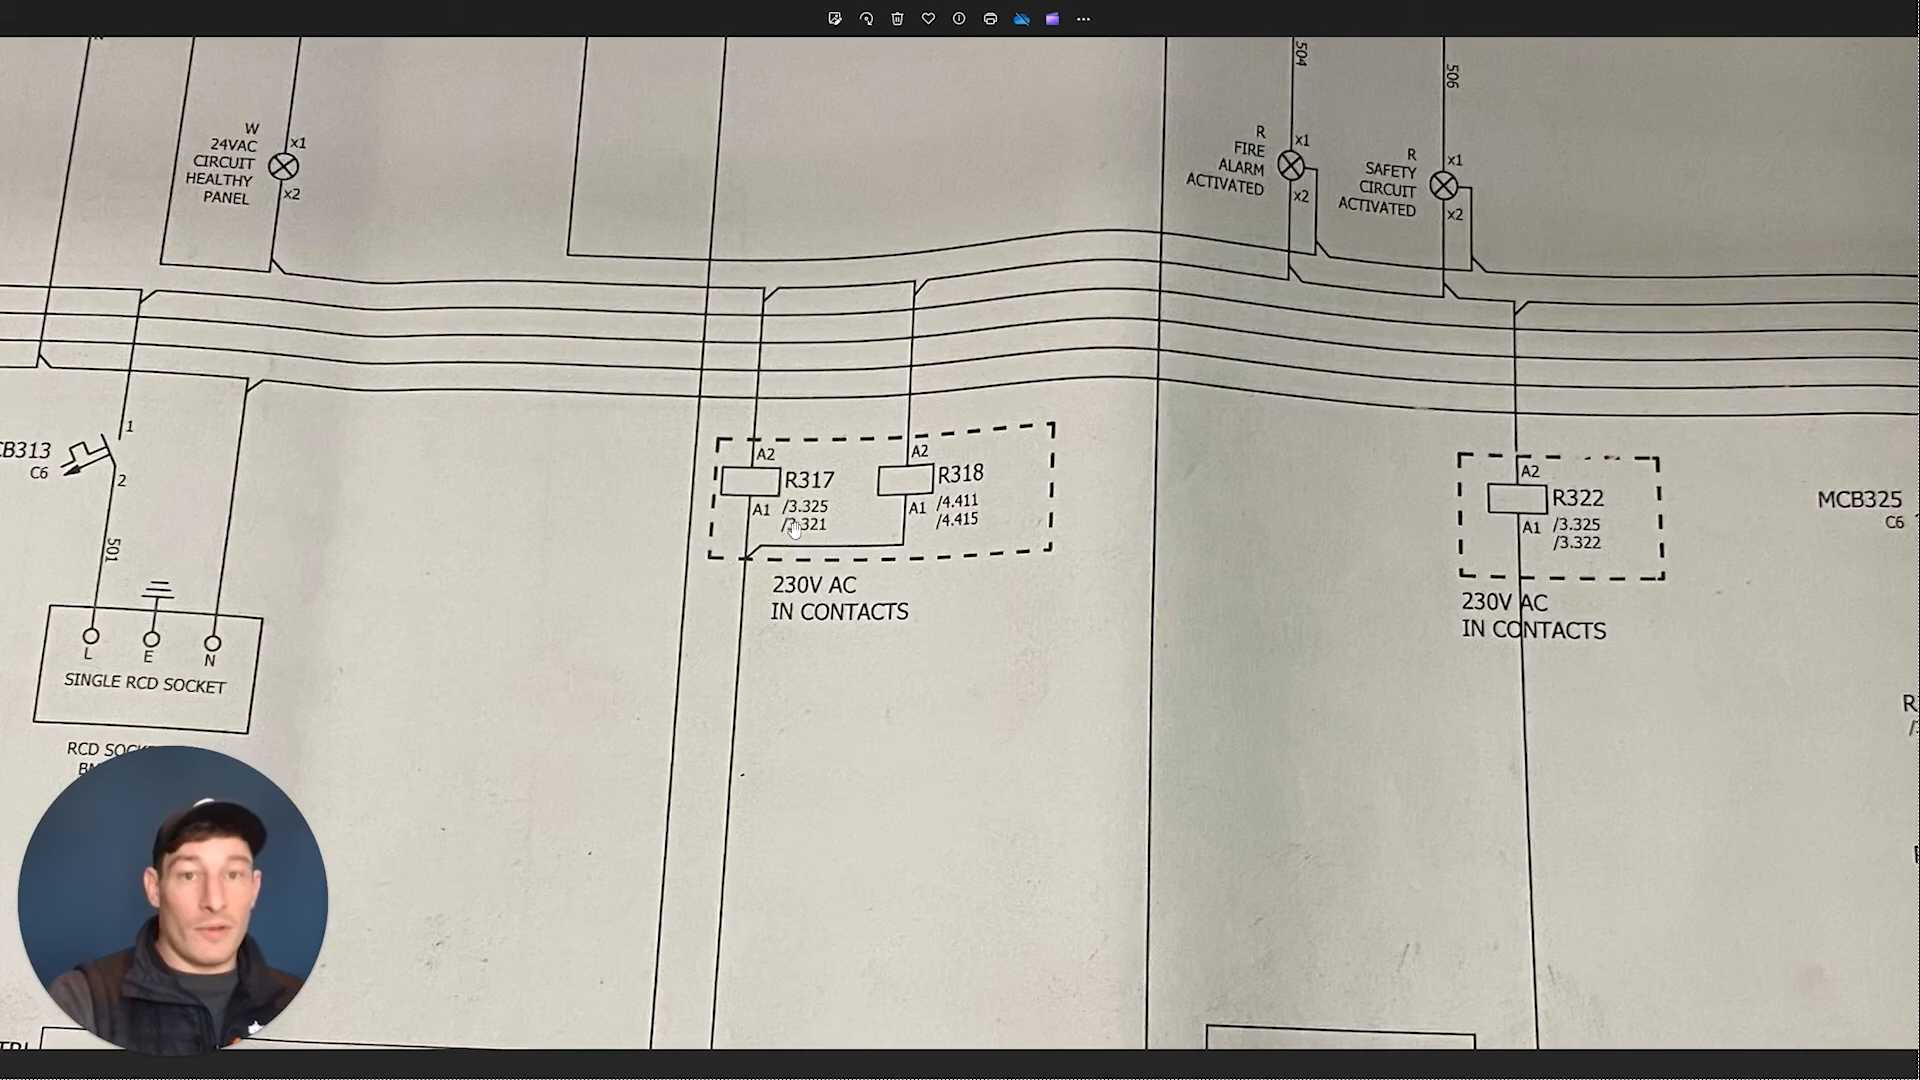 504
506
W
24VAC
CIRCUIT
HEALTHY
PANEL
x1
x2
R
FIRE
ALARM
ACTIVATED
x1
x2
R
SAFETY
CIRCUIT
ACTIVATED
x1
x2
CB313
C6
1
2
501
L
E
N
SINGLE RCD SOCKET
A2
R317
/3.325
A1
A2
R318
/4.411
A1
/4.415
230V AC
IN CONTACTS
A2
R322
A1
/3.325
/3.322
230V AC
IN CONTACTS
MCB325
C6
RCD